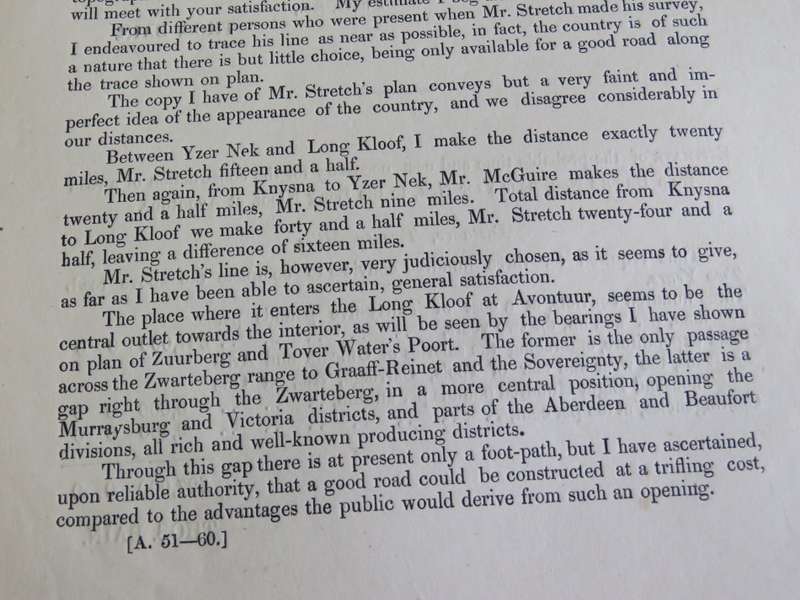 will meet with your satisfaction. My estimate I
From different persons who were present when Mr. Stretch made his survey,
I endeavoured to trace his line as near as possible, in fact, the country is of such
a nature that there is but little choice, being only available for a good road along
the trace shown on plan.
The copy I have of Mr. Stretch's plan conveys but a very faint and im-
perfect idea of the appearance of the country, and we disagree considerably in
our distances.
Between Yzer Nek and Long Kloof, I make the distance exactly twenty
miles, Mr. Stretch fifteen and a half.
Then again, from Knysna to Yzer Nek, Mr. McGuire makes the distance
twenty and a half miles, Mr. Stretch nine miles. Total distance from Knysna
to Long Kloof we make forty and a half miles, Mr. Stretch twenty-four and a
half, leaving a difference of sixteen miles.
Mr. Stretch's line is, however, very judiciously chosen, as it seems to give,
as far as I have been able to ascertain, general satisfaction.
The place where it enters the Long Kloof at Avontuur, seems to be the
central outlet towards the interior, as will be seen by the bearings I have shown
on plan of Zuurberg and Tover Water's Poort. The former is the only passage
across the Zwarteberg range to Graaff-Reinet and the Sovereignty, the latter is a
gap right through the Zwarteberg, in a more central position, opening the
Murraysburg and Victoria districts, and parts of the Aberdeen and Beaufort
divisions, all rich and well-known producing districts.
Through this gap there is at present only a foot-path, but I have ascertained,
upon reliable authority, that a good road could be constructed at a trifling cost,
compared to the advantages the public would derive from such an opening.
[A. 51—60.]